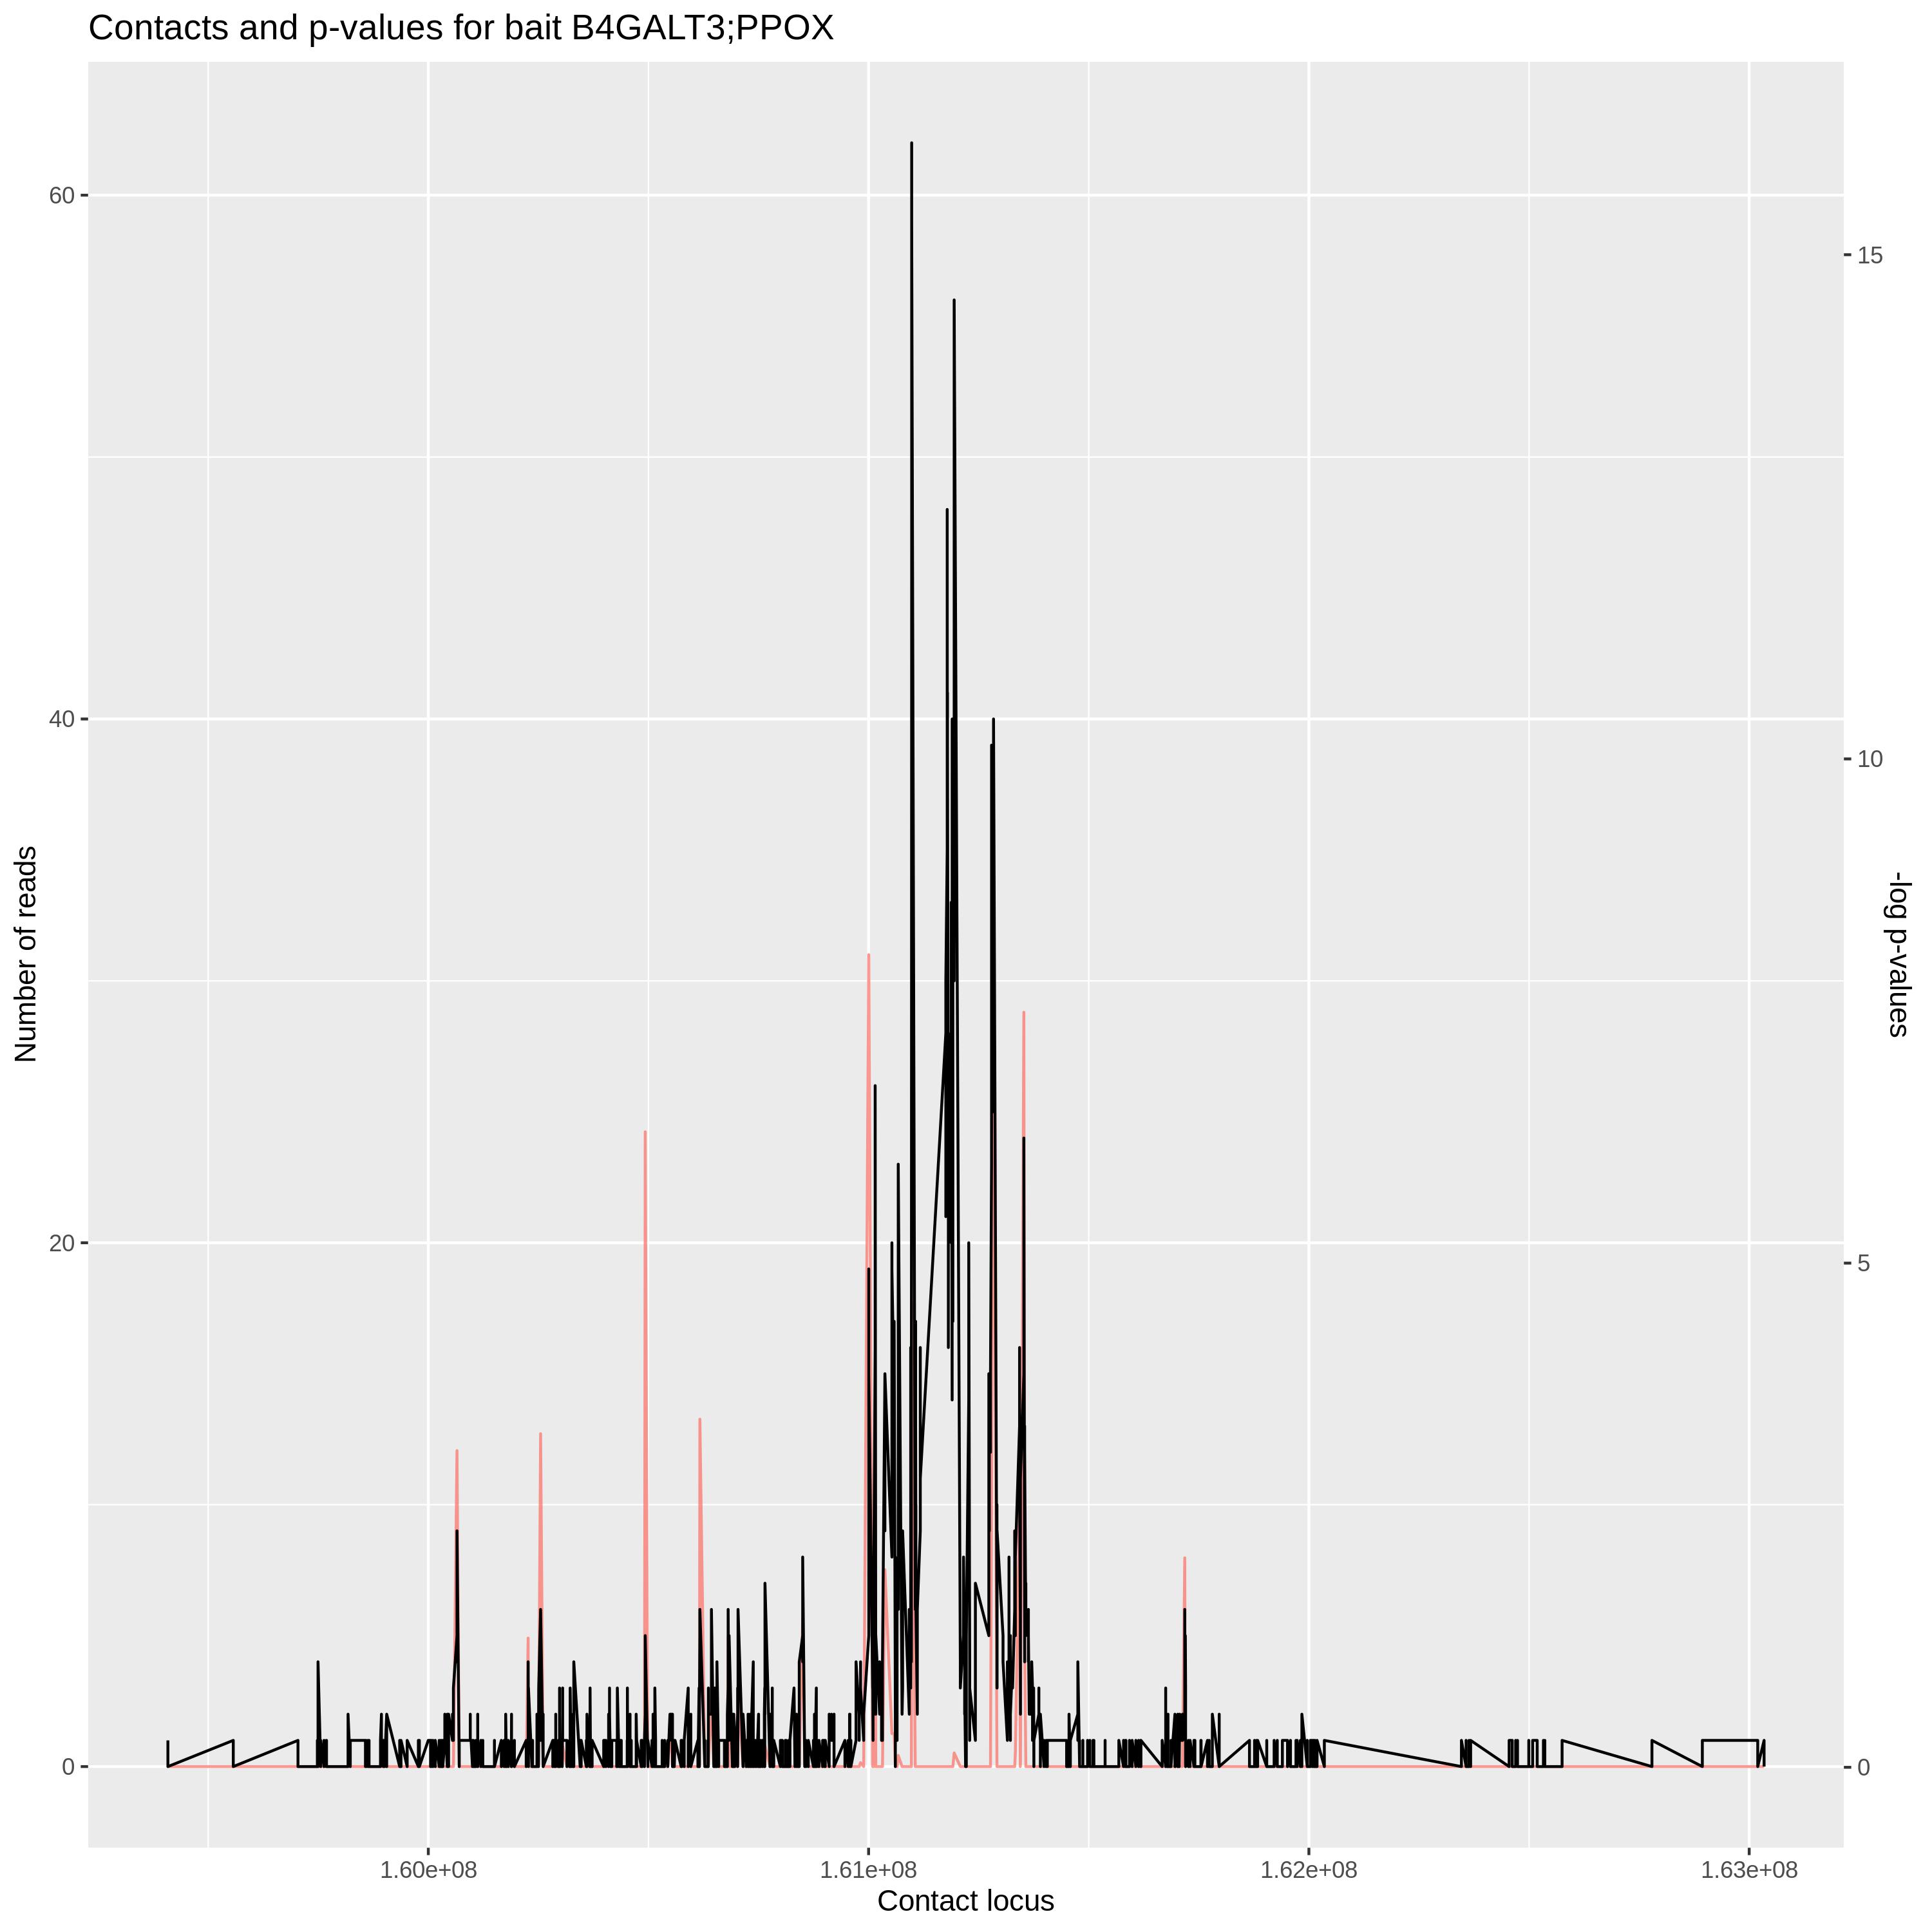 Contacts and p-values for bait B4GALT3;PPOX
60
40
20
0
Number of reads
15
10
5
0
-log p-values
1.60e+08
1.61e+08
1.62e+08
1.63e+08
Contact locus